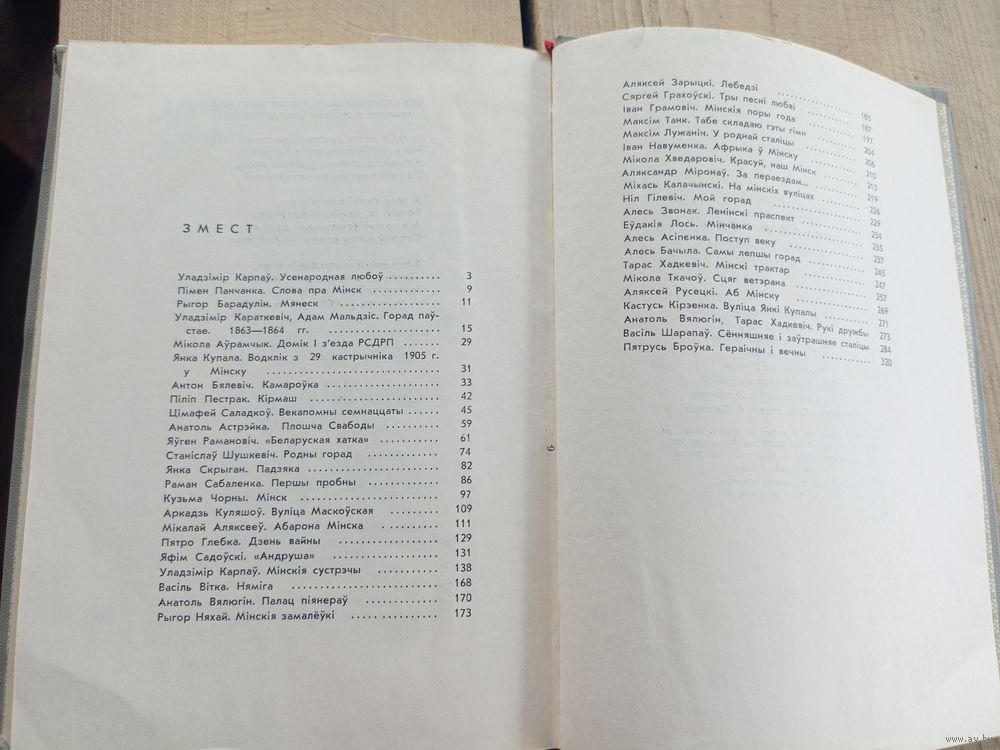 ЗМЕСТ
Уладзімір Карпаў. Усенародная любоў .......... 3
Пімен Панчанка. Слова пра Мінск .......... 9
Рыгор Барадулін. Мянеск .......... 11
Уладзімір Караткевіч, Адам Мальдзіс. Горад паў-
стае. 1863—1864 гг. .......... 15
Мікола Аўрамчык. Домік I з'езда РСДРП .......... 29
Янка Купала. Водклік з 29 кастрычніка 1905 г.
у Мінску .......... 31
Антон Бялевіч. Камароўка .......... 33
Піліп Пестрак. Кірмаш .......... 42
Цімафей Саладкоў. Векапомны семнаццаты ...... 45
Анатоль Астрэйка. Плошча Свабоды .......... 59
Яўген Рамановіч. «Беларуская хатка» .......... 61
Станіслаў Шушкевіч. Родны горад .......... 74
Янка Скрыган. Падзяка .......... 82
Раман Сабаленка. Першы пробны .......... 86
Кузьма Чорны. Мінск .......... 97
Аркадзь Куляшоў. Вуліца Маскоўская .......... 109
Мікалай Аляксееў. Абарона Мінска .......... 111
Пятро Глебка. Дзень вайны .......... 129
Яфім Садоўскі. «Андруша» .......... 131
Уладзімір Карпаў. Мінскія сустрэчы .......... 138
Васіль Вітка. Няміга .......... 168
Анатоль Вялюгін. Палац піянераў .......... 170
Рыгор Няхай. Мінскія замалёўкі .......... 173
Аляксей Зарыцкі. Лебедзі .......... 185
Сяргей Грахоўскі. Тры песні любві .......... 187
Іван Грамовіч. Мінскія поры года .......... 197
Максім Танк. Табе складаю гэты гімн .......... 204
Максім Лужанін. У роднай сталіцы .......... 206
Іван Навуменка. Афрыка ў Мінску .......... 210
Мікола Хведаровіч. Красуй, наш Мінск .......... 215
Аляксандр Міронаў. За пераездам... .......... 219
Міхась Калачынскі. На мінскіх вуліцах .......... 226
Ніл Гілевіч. Мой горад .......... 229
Алесь Звонак. Ленінскі праспект .......... 234
Еўдакія Лось. Мінчанка .......... 235
Алесь Асіпенка. Поступ веку .......... 237
Алесь Бачыла. Самы лепшы горад .......... 245
Тарас Хадкевіч. Мінскі трактар .......... 247
Мікола Ткачоў. Сцяг ветэрана .......... 257
Аляксей Русецкі. Аб Мінску .......... 269
Кастусь Кірэенка. Вуліца Янкі Купалы .......... 271
Анатоль Вялюгін, Тарас Хадкевіч. Рукі дружбы 273
Васіль Шарапаў. Сённяшняе і заўтрашняе сталіцы 284
Пятрусь Броўка. Гераічны і вечны ..... 320
www.av.by